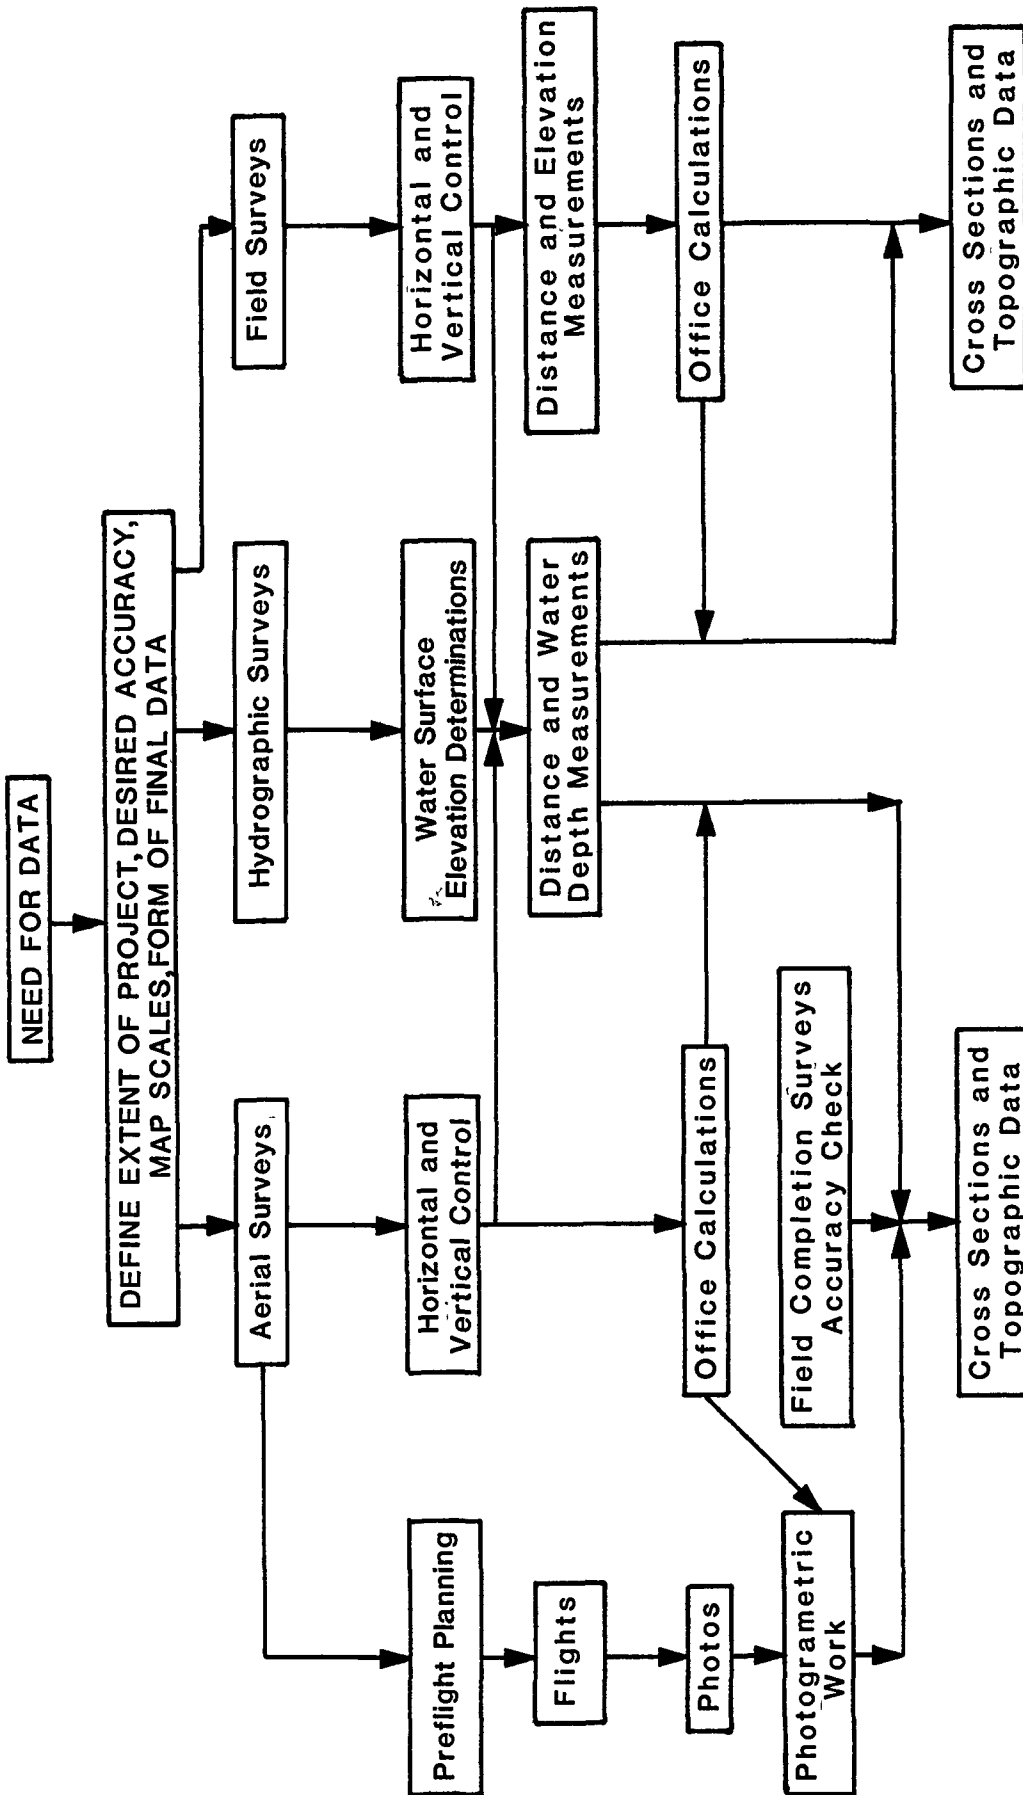 NEED FOR DATA
DEFINE EXTENT OF PROJECT, DESIRED ACCURACY,
MAP SCALES, FORM OF FINAL DATA
Aerial Surveys
Hydrographic Surveys
Field Surveys
Preflight Planning
Horizontal and
Vertical Control
Water Surface
Elevation Determinations
Horizontal and
Vertical Control
Flights
Distance and Water
Depth Measurements
Distance and Elevation
Measurements
Photos
Office Calculations
Office Calculations
Photogrametric
Work
Field Completion Surveys
Accuracy Check
Cross Sections and
Topographic Data
Cross Sections and
Topographic Data